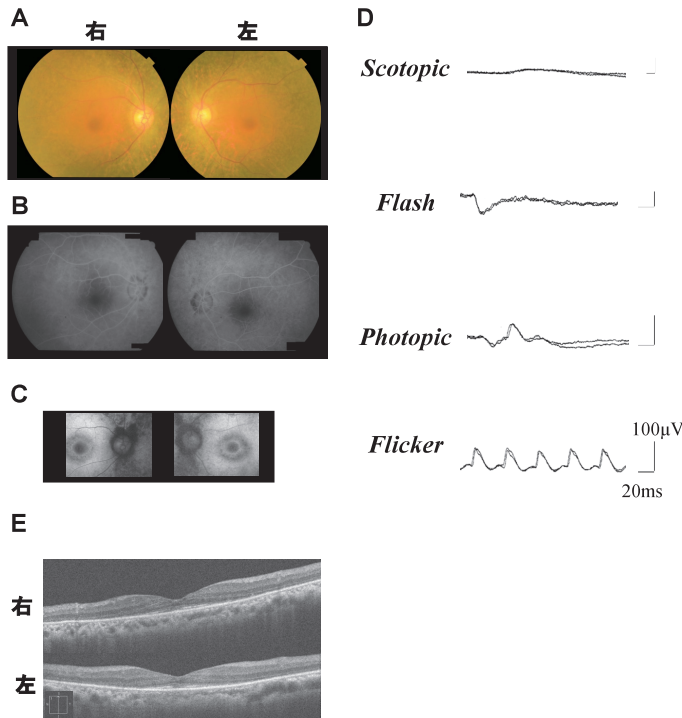 A
右
左
B
C
D
Scotopic
Flash
Photopic
Flicker
100μV
20ms
E
右
左